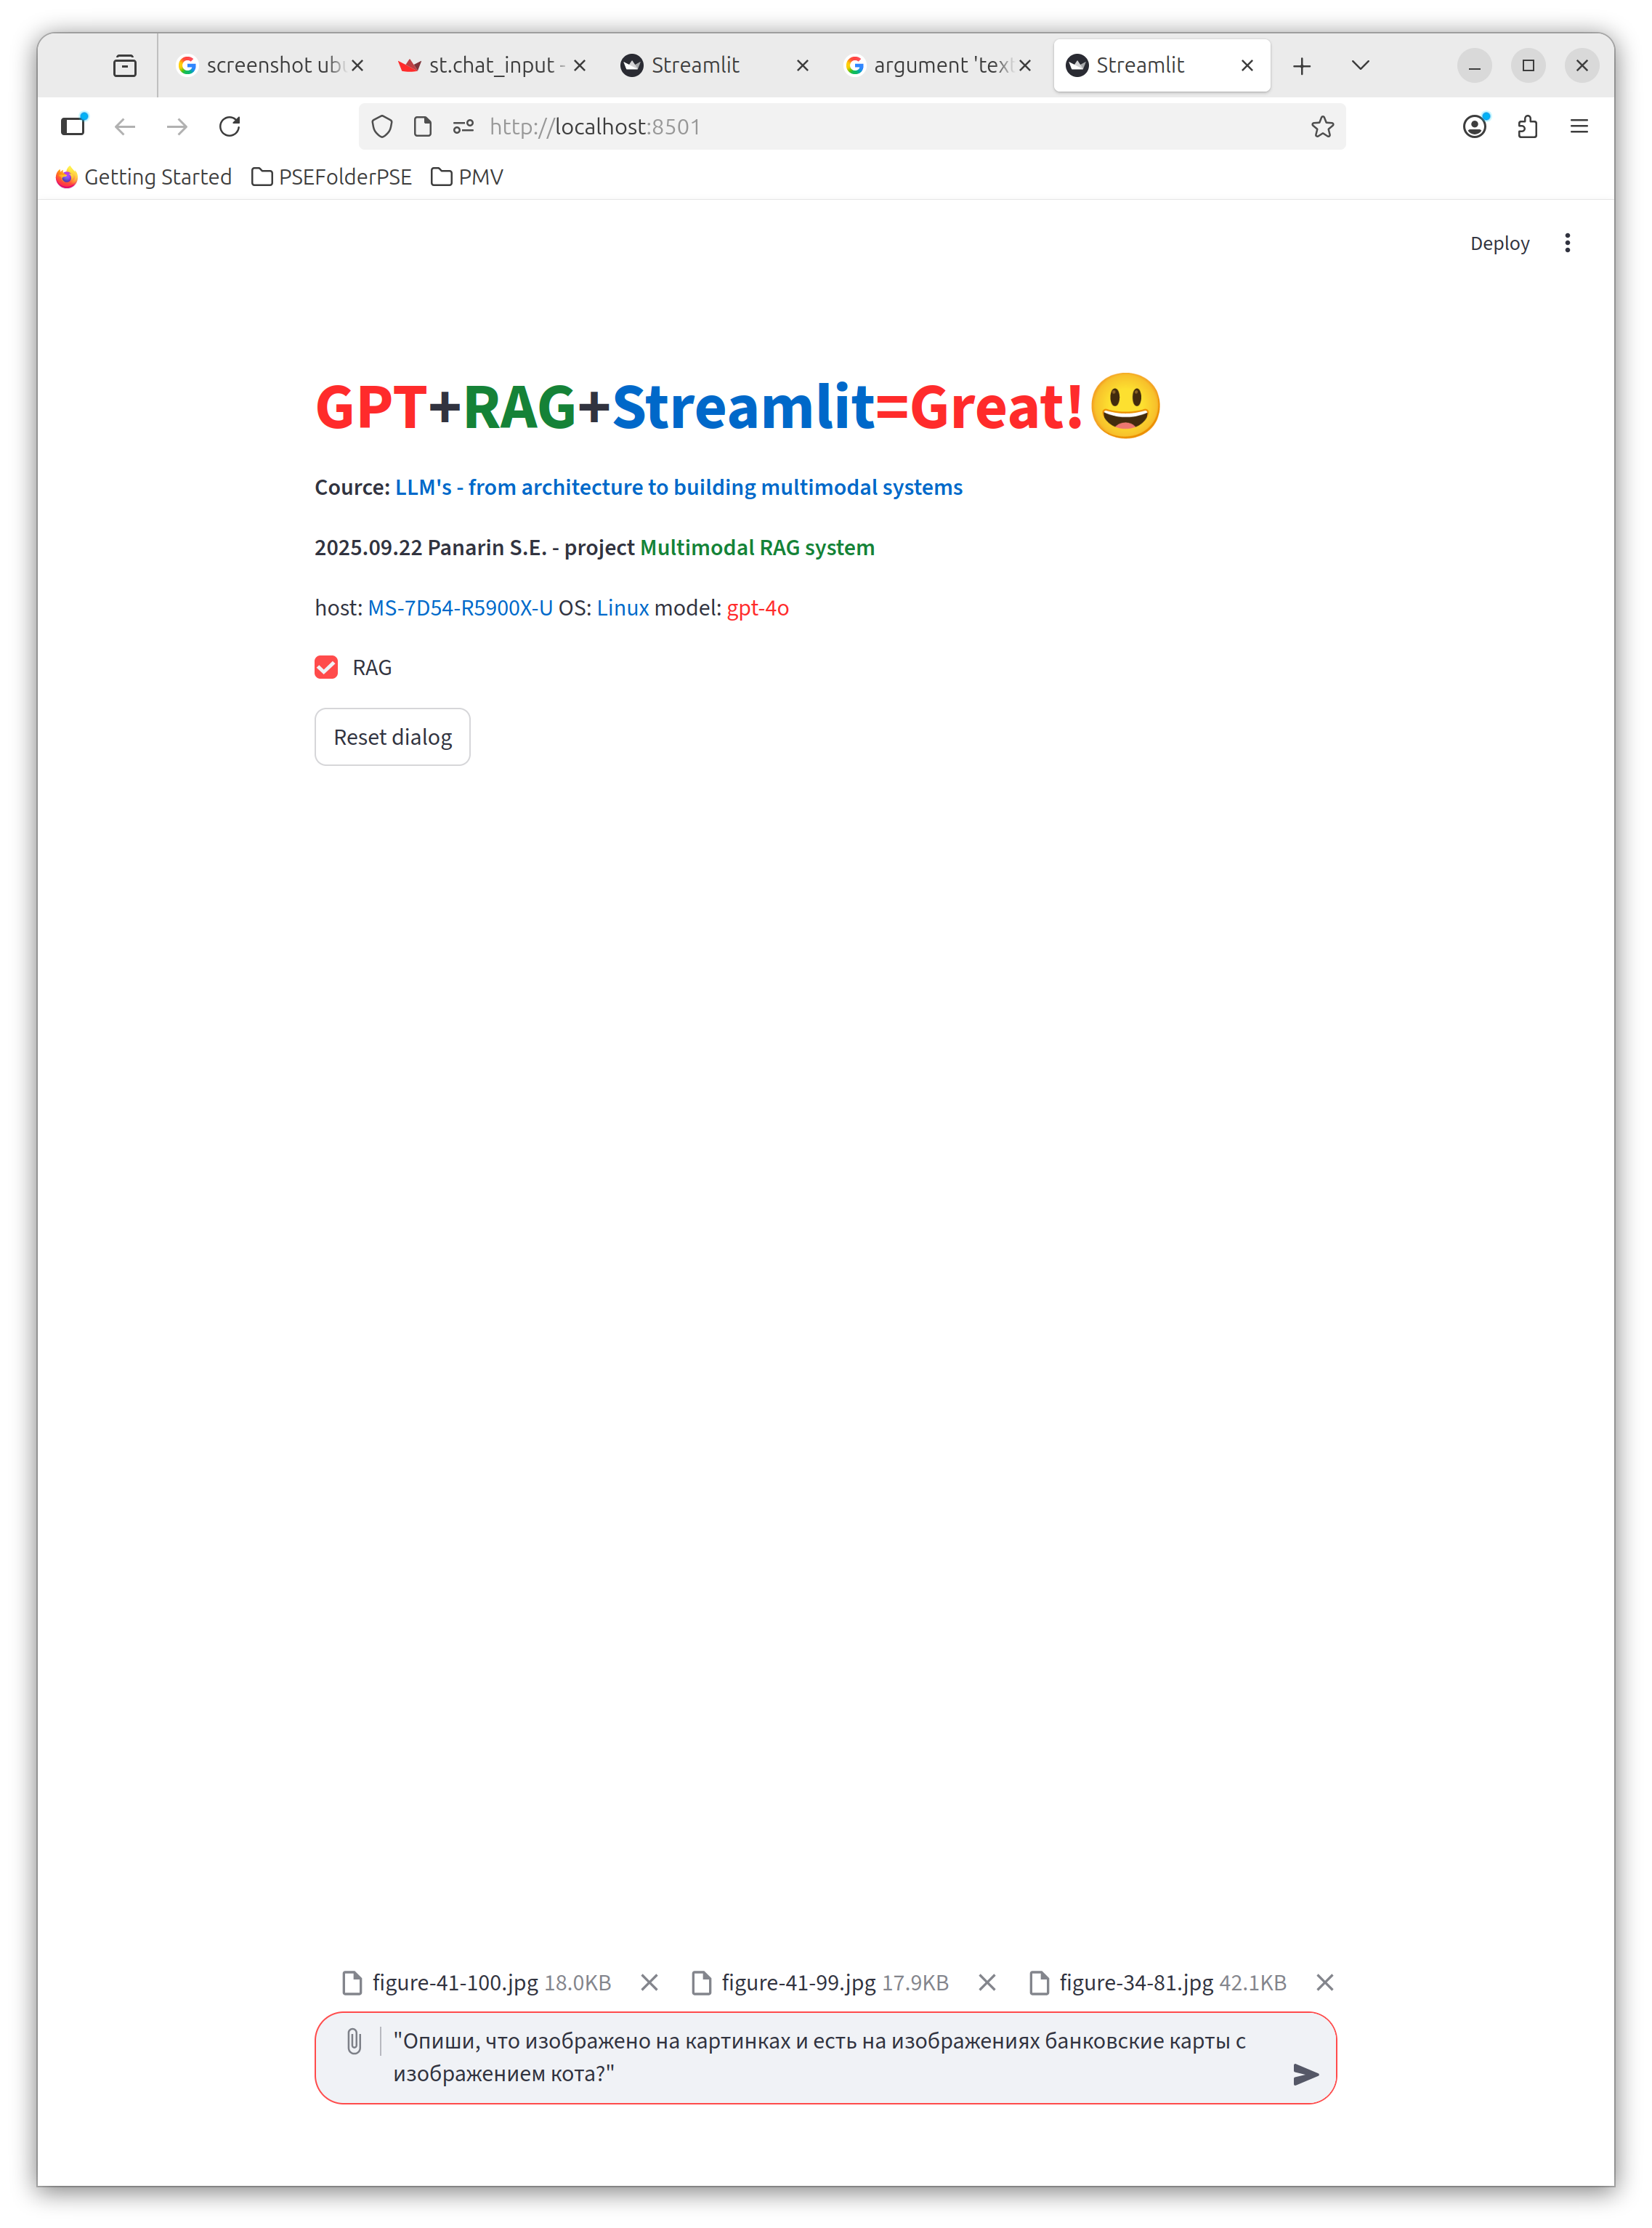 screenshot ub
st.chat_input -
Streamlit
argument 'tex
Streamlit
http://localhost:8501
Getting Started
PSEFolderPSE
PMV
Deploy
GPT+RAG+Streamlit=Great!😃
Cource: LLM's - from architecture to building multimodal systems
2025.09.22 Panarin S.E. - project Multimodal RAG system
host: MS-7D54-R5900X-U OS: Linux model: gpt-4o
RAG
Reset dialog
figure-41-100.jpg 18.0KB
figure-41-99.jpg 17.9KB
figure-34-81.jpg 42.1KB
"Опиши, что изображено на картинках и есть на изображениях банковские карты с
изображением кота?"